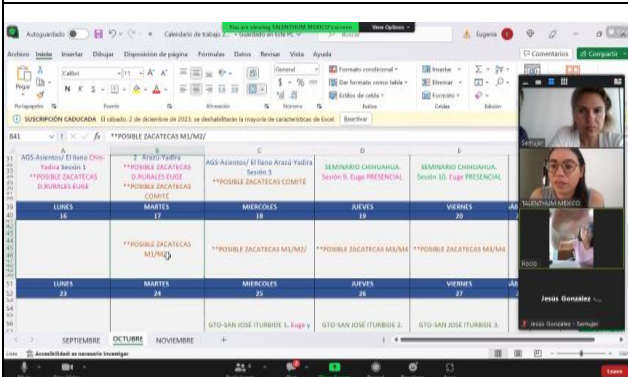 You are viewing TALENTHUM MEXICO's screen
View Options
Autoguardado
Calendario de trabajo
Guardado en Este PC
Eugenia
Archivo Inicio Insertar Dibujar Disposición de página Fórmulas Datos Revisar Vista Ayuda
Comentarios
Compartir
Pegar
Calibri
11
General
Formato condicional
Dar formato como tabla
Estilos de celda
Insertar
Eliminar
Formato
Portapapeles
Fuente
Alineación
Número
Estilos
Celdas
Edición
SUSCRIPCIÓN CADUCADA El sábado, 2 de diciembre de 2023, se deshabilitarán la mayoría de características de Excel.
Reactivar
B41
**POSIBLE ZACATECAS M1/M2/
A B C D E
AGS-Asientos/ El llano Chio-
Yadira Sesión 1
**POSIBLE ZACATECAS
D.RURALES EUGE
2 Arazú-Yadira
**POSIBLE ZACATECAS
D.RURALES EUGE
**POSIBLE ZACATECAS
COMITÉ
AGS-Asientos/ El llano Arazú-Yadira
Sesión 3
**POSIBLE ZACATECAS COMITÉ
SEMINARIO CHIHUAHUA.
Sesión 9. Euge PRESENCIAL
SEMINARIO CHIHUAHUA.
Sesión 10. Euge PRESENCIAL
LUNES MARTES MIÉRCOLES JUEVES VIERNES
16 17 18 19 20
**POSIBLE ZACATECAS
M1/M2/
**POSIBLE ZACATECAS M1/M2/
**POSIBLE ZACATECAS M3/M4
**POSIBLE ZACATECAS M3/M4
LUNES MARTES MIÉRCOLES JUEVES VIERNES
23 24 25 26 27
GTO-SAN JOSÉ ITURBIDE 1. Euge y
GTO-SAN JOSÉ ITURBIDE 2.
GTO-SAN JOSÉ ITURBIDE 3.
SEPTIEMBRE OCTUBRE NOVIEMBRE
Accesibilidad: es necesario investigar
Semujer
TALENTHUM MEXICO
Rocio
Jesús González
Jesús González - Semujer
Leave